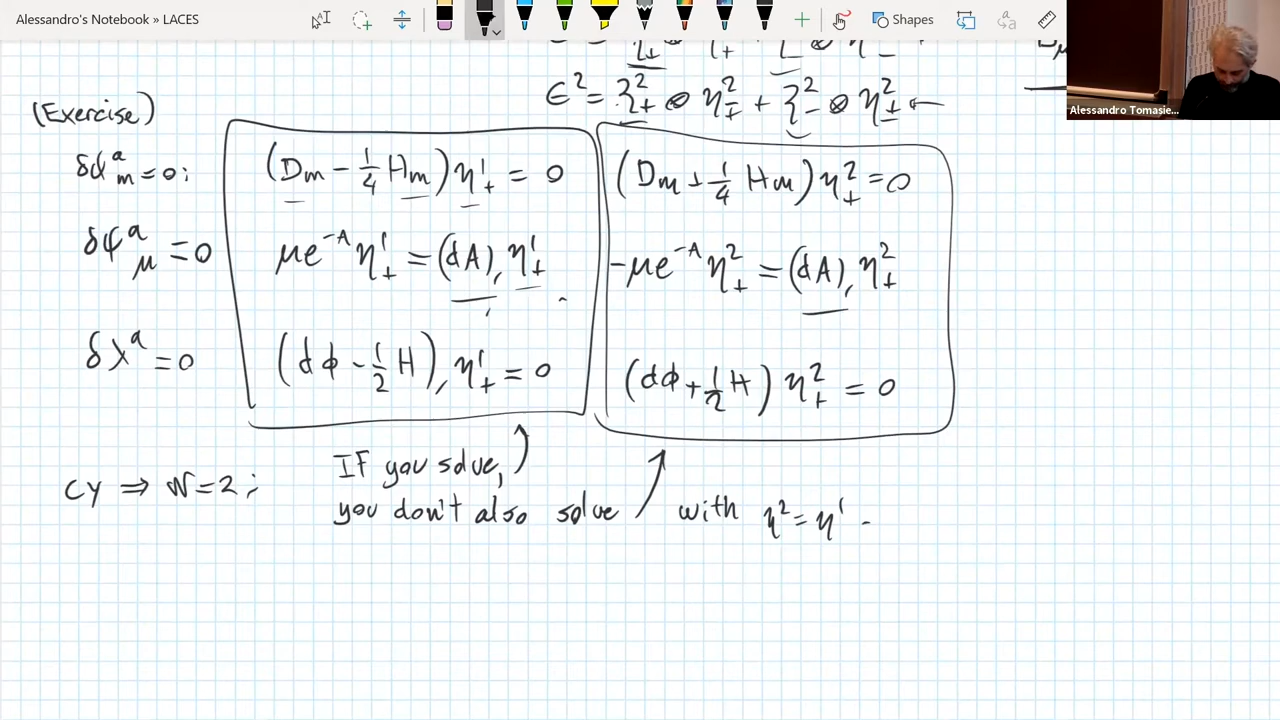 Alessandro's Notebook » LACES
Shapes
Alessandro Tomasie...
ϵ² = ζ²₊ ⊗ η²∓ + ζ²₋ ⊗ η²± ←
(Exercise)
δψᵃₘ = 0; (Dₘ − 1/4 Hₘ) η¹₊ = 0 (Dₘ + 1/4 Hₘ) η²₊ = 0
δψᵃ_μ = 0 μe^{−A} η¹₊ = (dA)· η¹₊ −μe^{−A} η²₊ = (dA)· η²₊
δλᵃ = 0 (dϕ − 1/2 H)· η¹₊ = 0 (dϕ + 1/2 H) η²₊ = 0
CY ⇒ N=2; IF you solve,
you don't also solve with η² = η¹